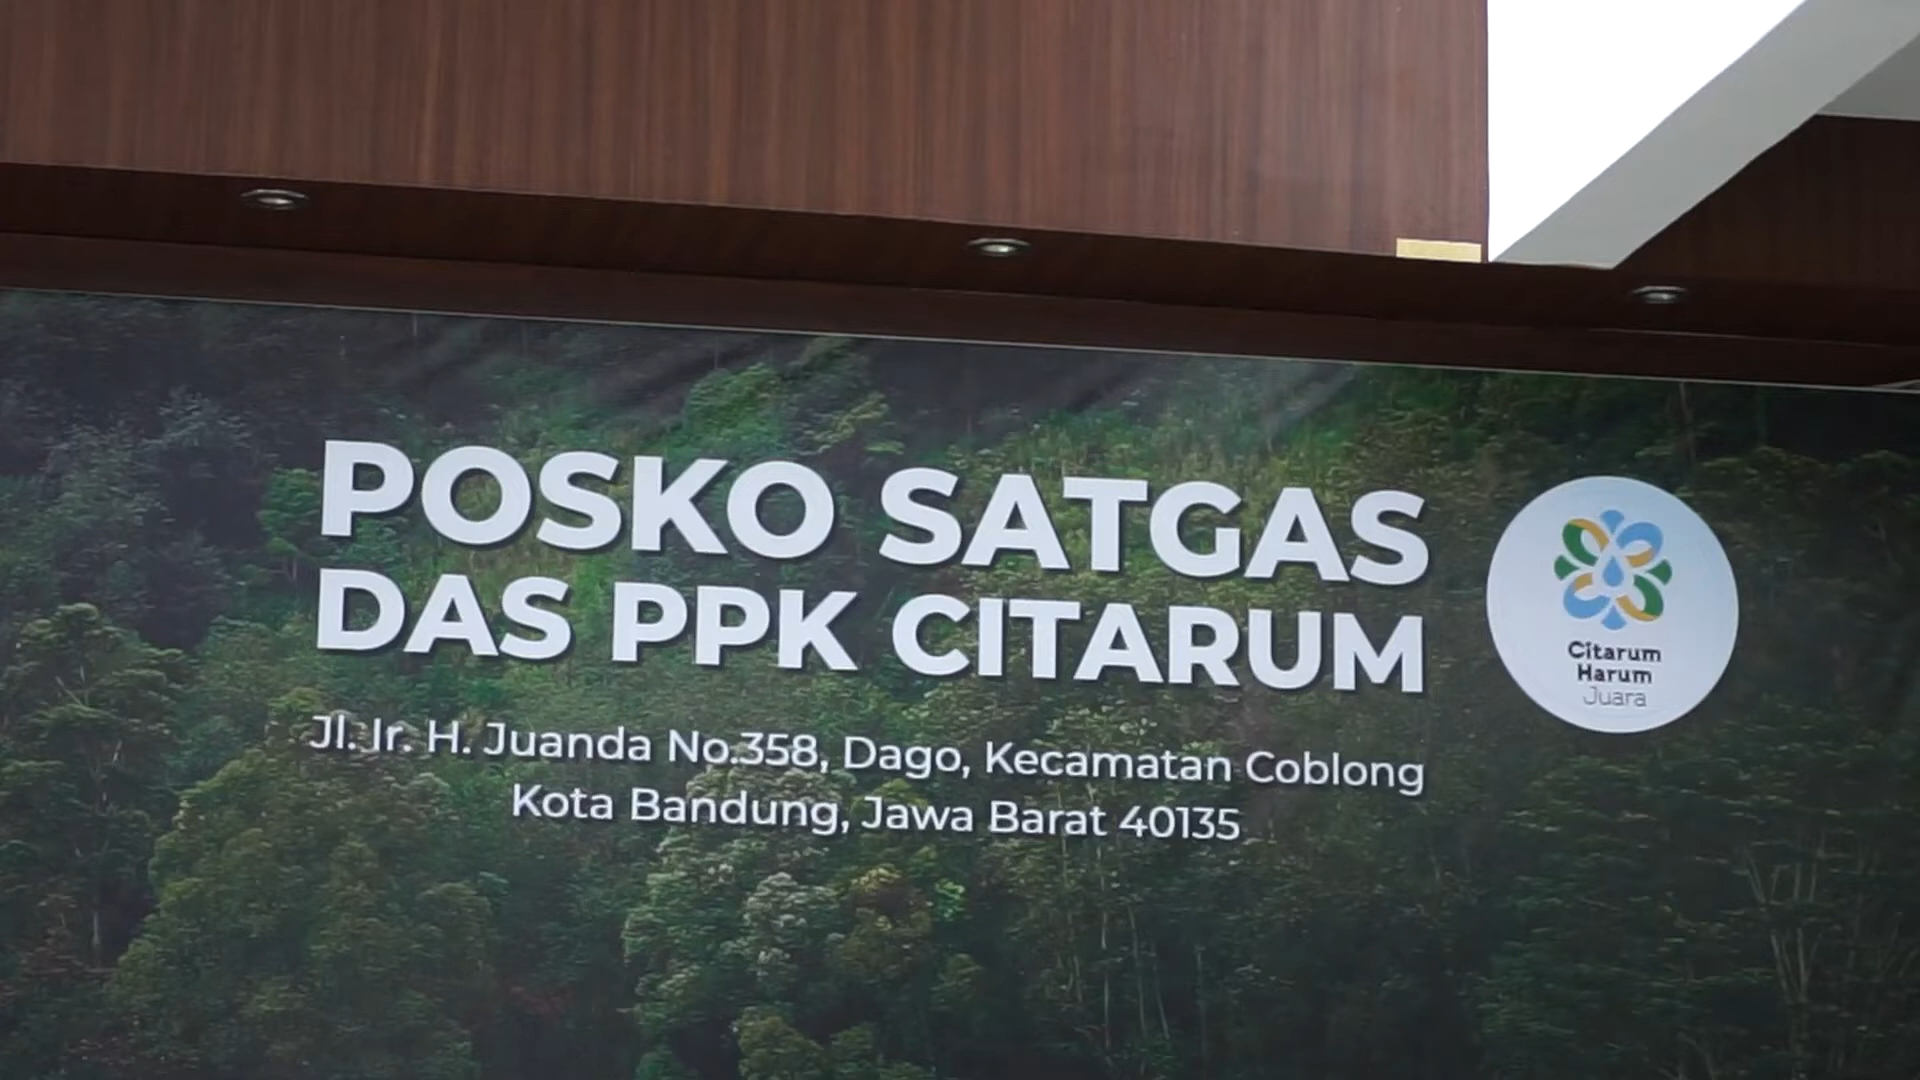 POSKO SATGAS
DAS PPK CITARUM
Jl. Ir. H. Juanda No.358, Dago, Kecamatan Coblong
Kota Bandung, Jawa Barat 40135
Citarum
Harum
Juara